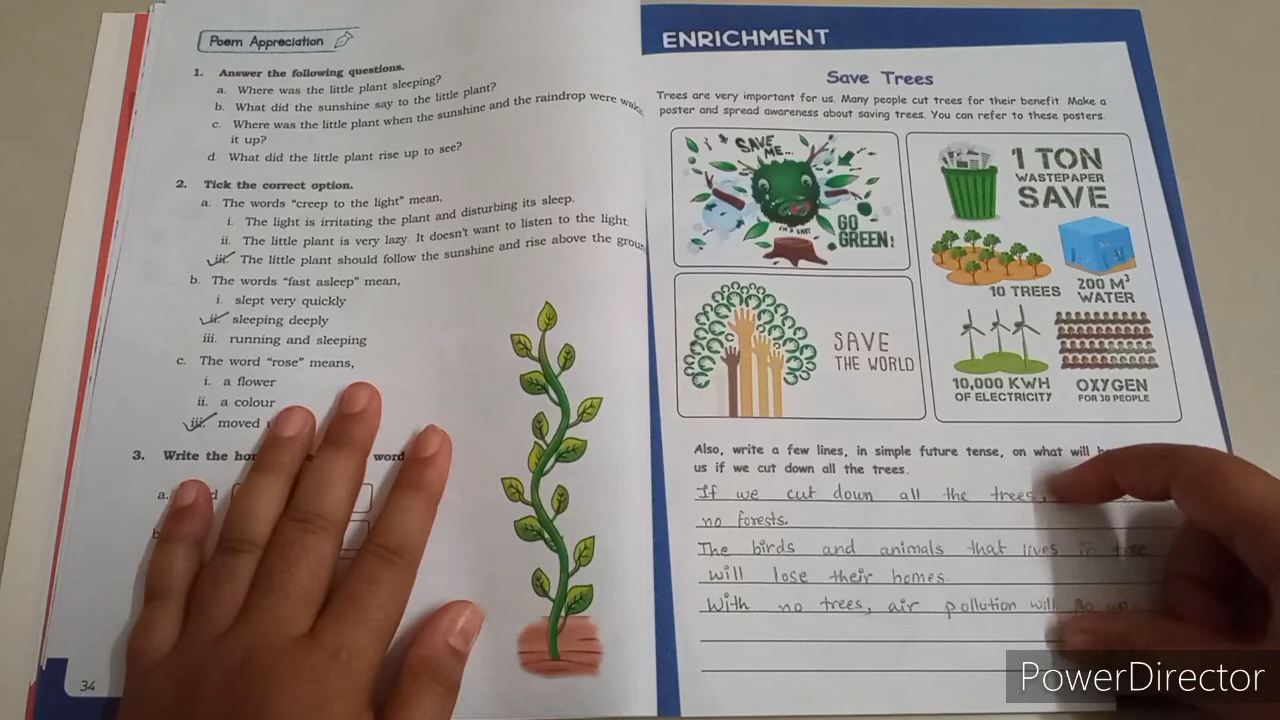 Poem Appreciation
1. Answer the following questions.
a. Where was the little plant sleeping?
b. What did the sunshine say to the little plant?
c. Where was the little plant when the sunshine and the raindrop were
it up?
d. What did the little plant rise up to see?
2. Tick the correct option.
a. The words “creep to the light” mean,
i. The light is irritating the plant and disturbing its sleep.
ii. The little plant is very lazy. It doesn't want to listen to the light.
iii. The little plant should follow the sunshine and rise above the
b. The words “fast asleep” mean,
i. slept very quickly
ii. sleeping deeply
iii. running and sleeping
c. The word “rose” means,
i. a flower
ii. a colour
iii. moved
3. Write the
a.
34
ENRICHMENT
Save Trees
Trees are very important for us. Many people cut trees for their benefit. Make a
poster and spread awareness about saving trees. You can refer to these posters.
SAVE
ME...
I'M A BABY
GO
GREEN!
SAVE
THE WORLD
1 TON
WASTEPAPER
SAVE
10 TREES
200 M³
WATER
10,000 KWH
OF ELECTRICITY
OXYGEN
FOR 30 PEOPLE
Also, write a few lines, in simple future tense, on what will
us if we cut down all the trees.
If we cut down all the trees,
no forests.
The birds and animals that lives in
will lose their homes.
With no trees, air pollution will go up
PowerDirector